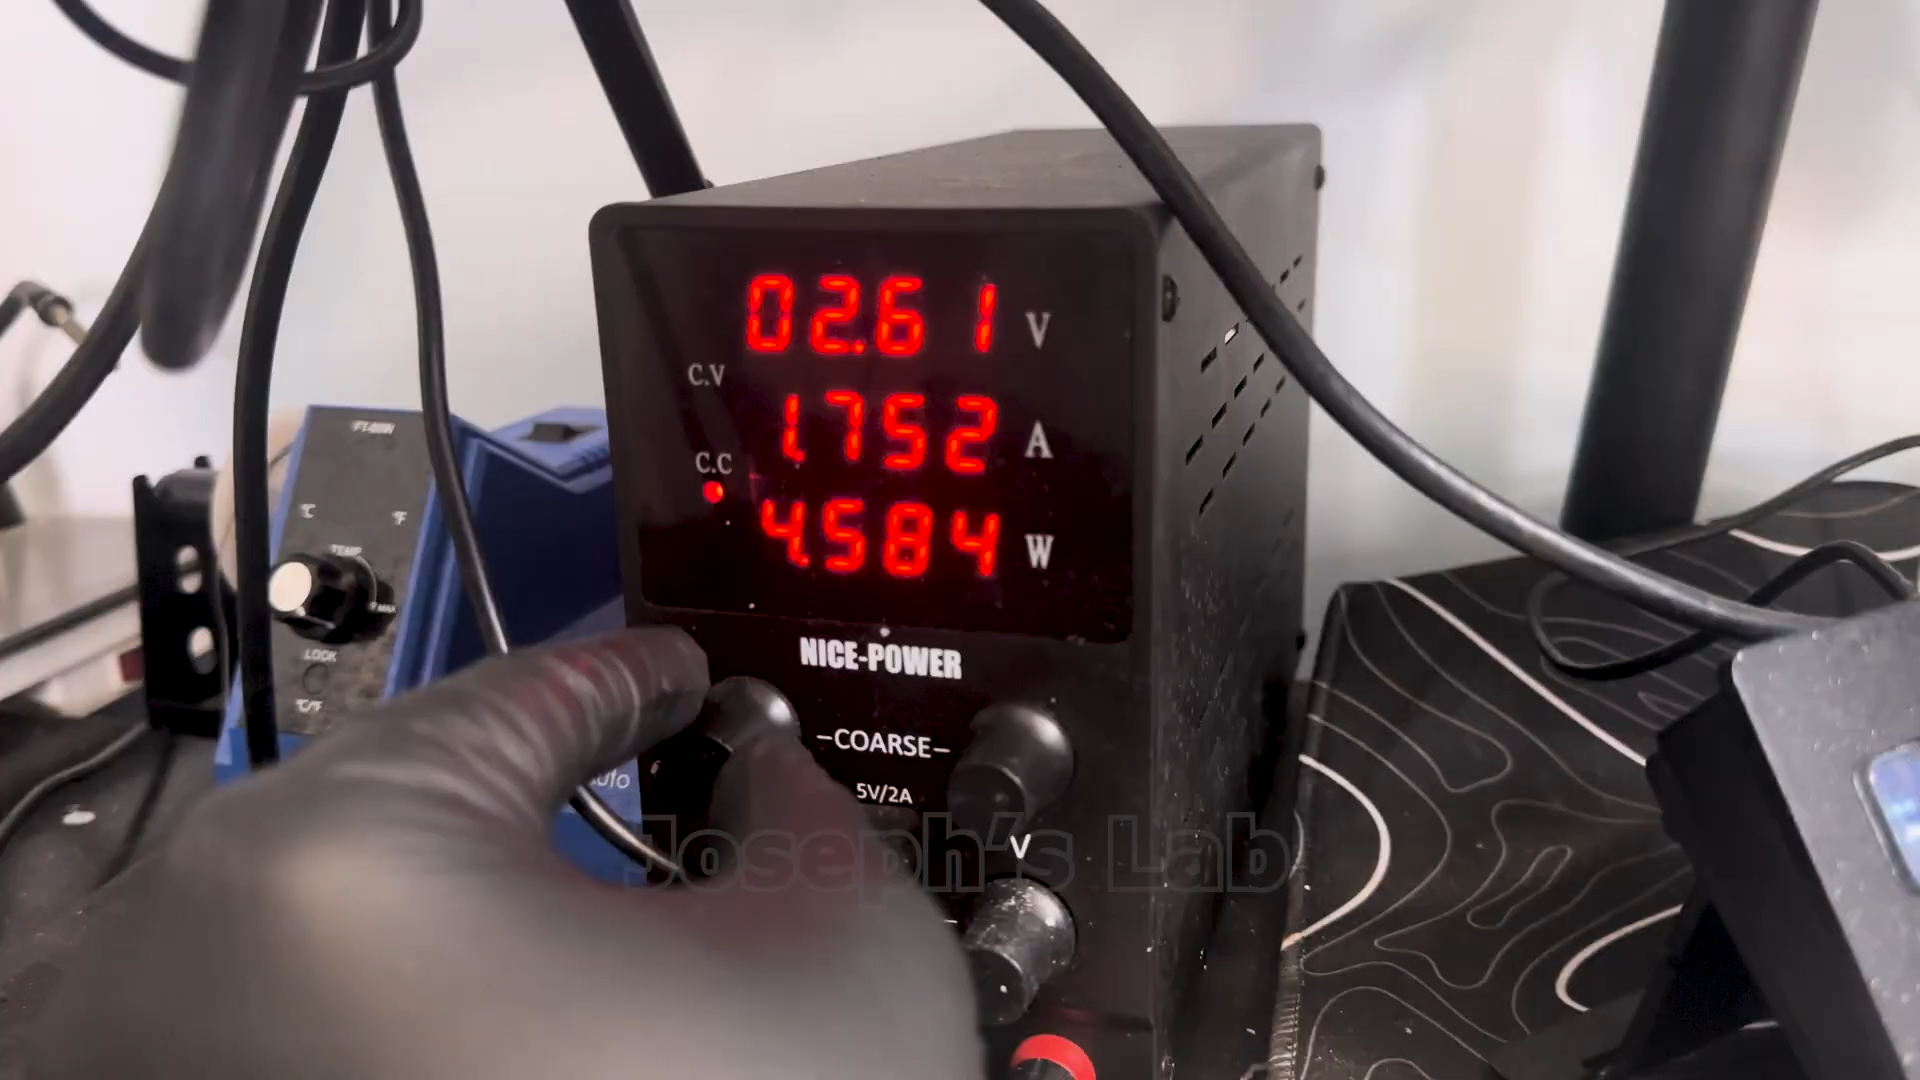 02.61 V
C.V
1.752 A
C.C
4.584 W
NICE-POWER
-COARSE-
5V/2A
V
°C °F
TEMP
MAX
LOCK
°C/°F
Joseph's Lab